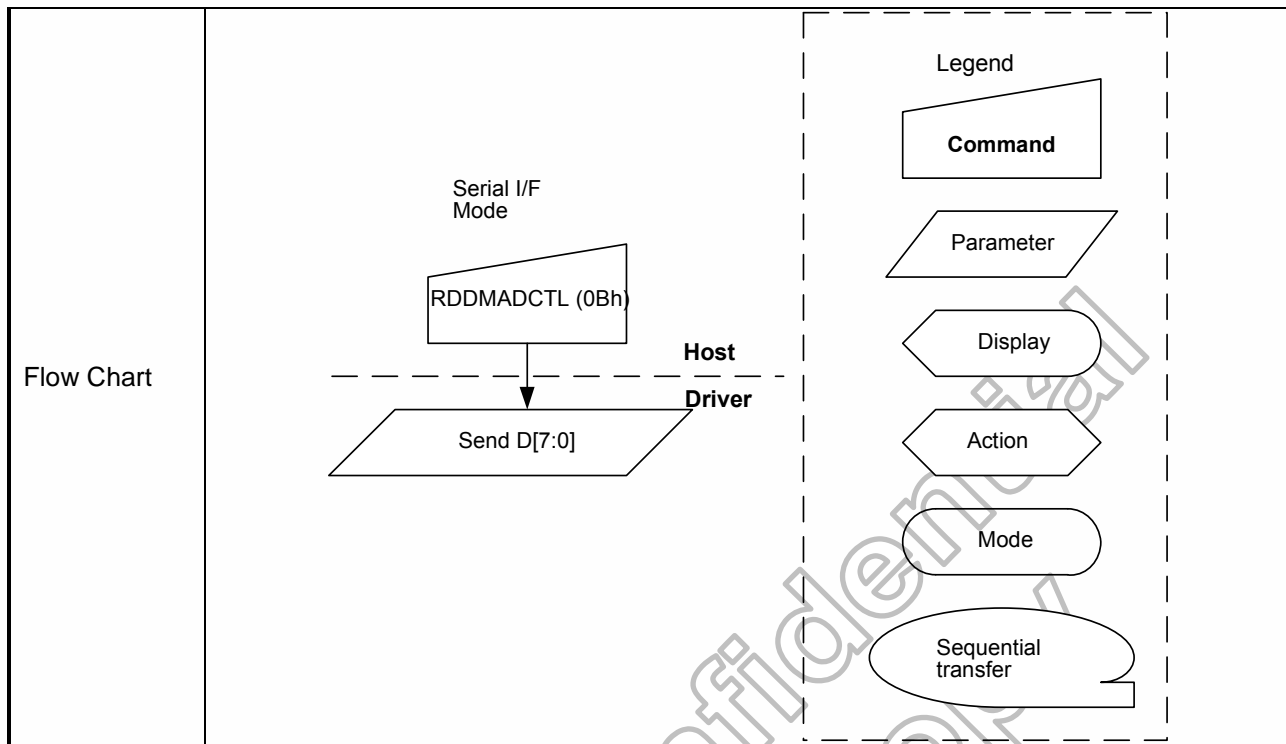 Flow Chart
Serial I/F
Mode
RDDMADCTL (0Bh)
Host
Driver
Send D[7:0]
Legend
Command
Parameter
Display
Action
Mode
Sequential
transfer